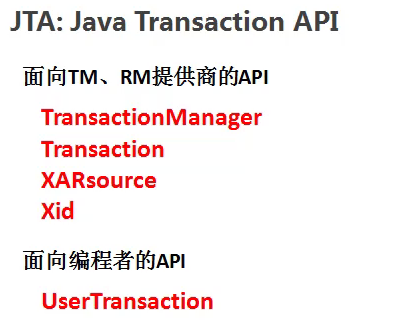 JTA: Java Transaction API
面向TM、RM提供商的API
TransactionManager
Transaction
XARsource
Xid
面向编程者的API
UserTransaction